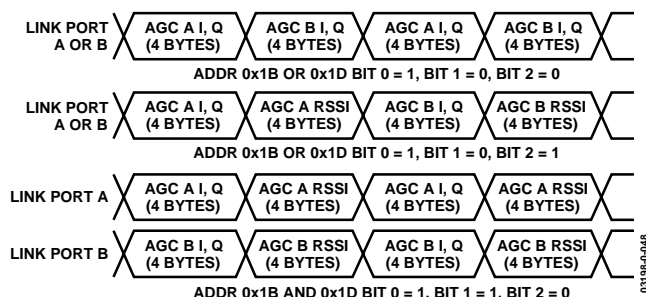 LINK PORT
A OR B
AGC A I, Q
(4 BYTES)
AGC B I, Q
(4 BYTES)
AGC A I, Q
(4 BYTES)
AGC B I, Q
(4 BYTES)
ADDR 0x1B OR 0x1D BIT 0 = 1, BIT 1 = 0, BIT 2 = 0
LINK PORT
A OR B
AGC A I, Q
(4 BYTES)
AGC A RSSI
(4 BYTES)
AGC B I, Q
(4 BYTES)
AGC B RSSI
(4 BYTES)
ADDR 0x1B OR 0x1D BIT 0 = 1, BIT 1 = 0, BIT 2 = 1
LINK PORT A
AGC A I, Q
(4 BYTES)
AGC A RSSI
(4 BYTES)
AGC A I, Q
(4 BYTES)
AGC A RSSI
(4 BYTES)
LINK PORT B
AGC B I, Q
(4 BYTES)
AGC B RSSI
(4 BYTES)
AGC B I, Q
(4 BYTES)
AGC B RSSI
(4 BYTES)
ADDR 0x1B AND 0x1D BIT 0 = 1, BIT 1 = 1, BIT 2 = 0
03198-0-048